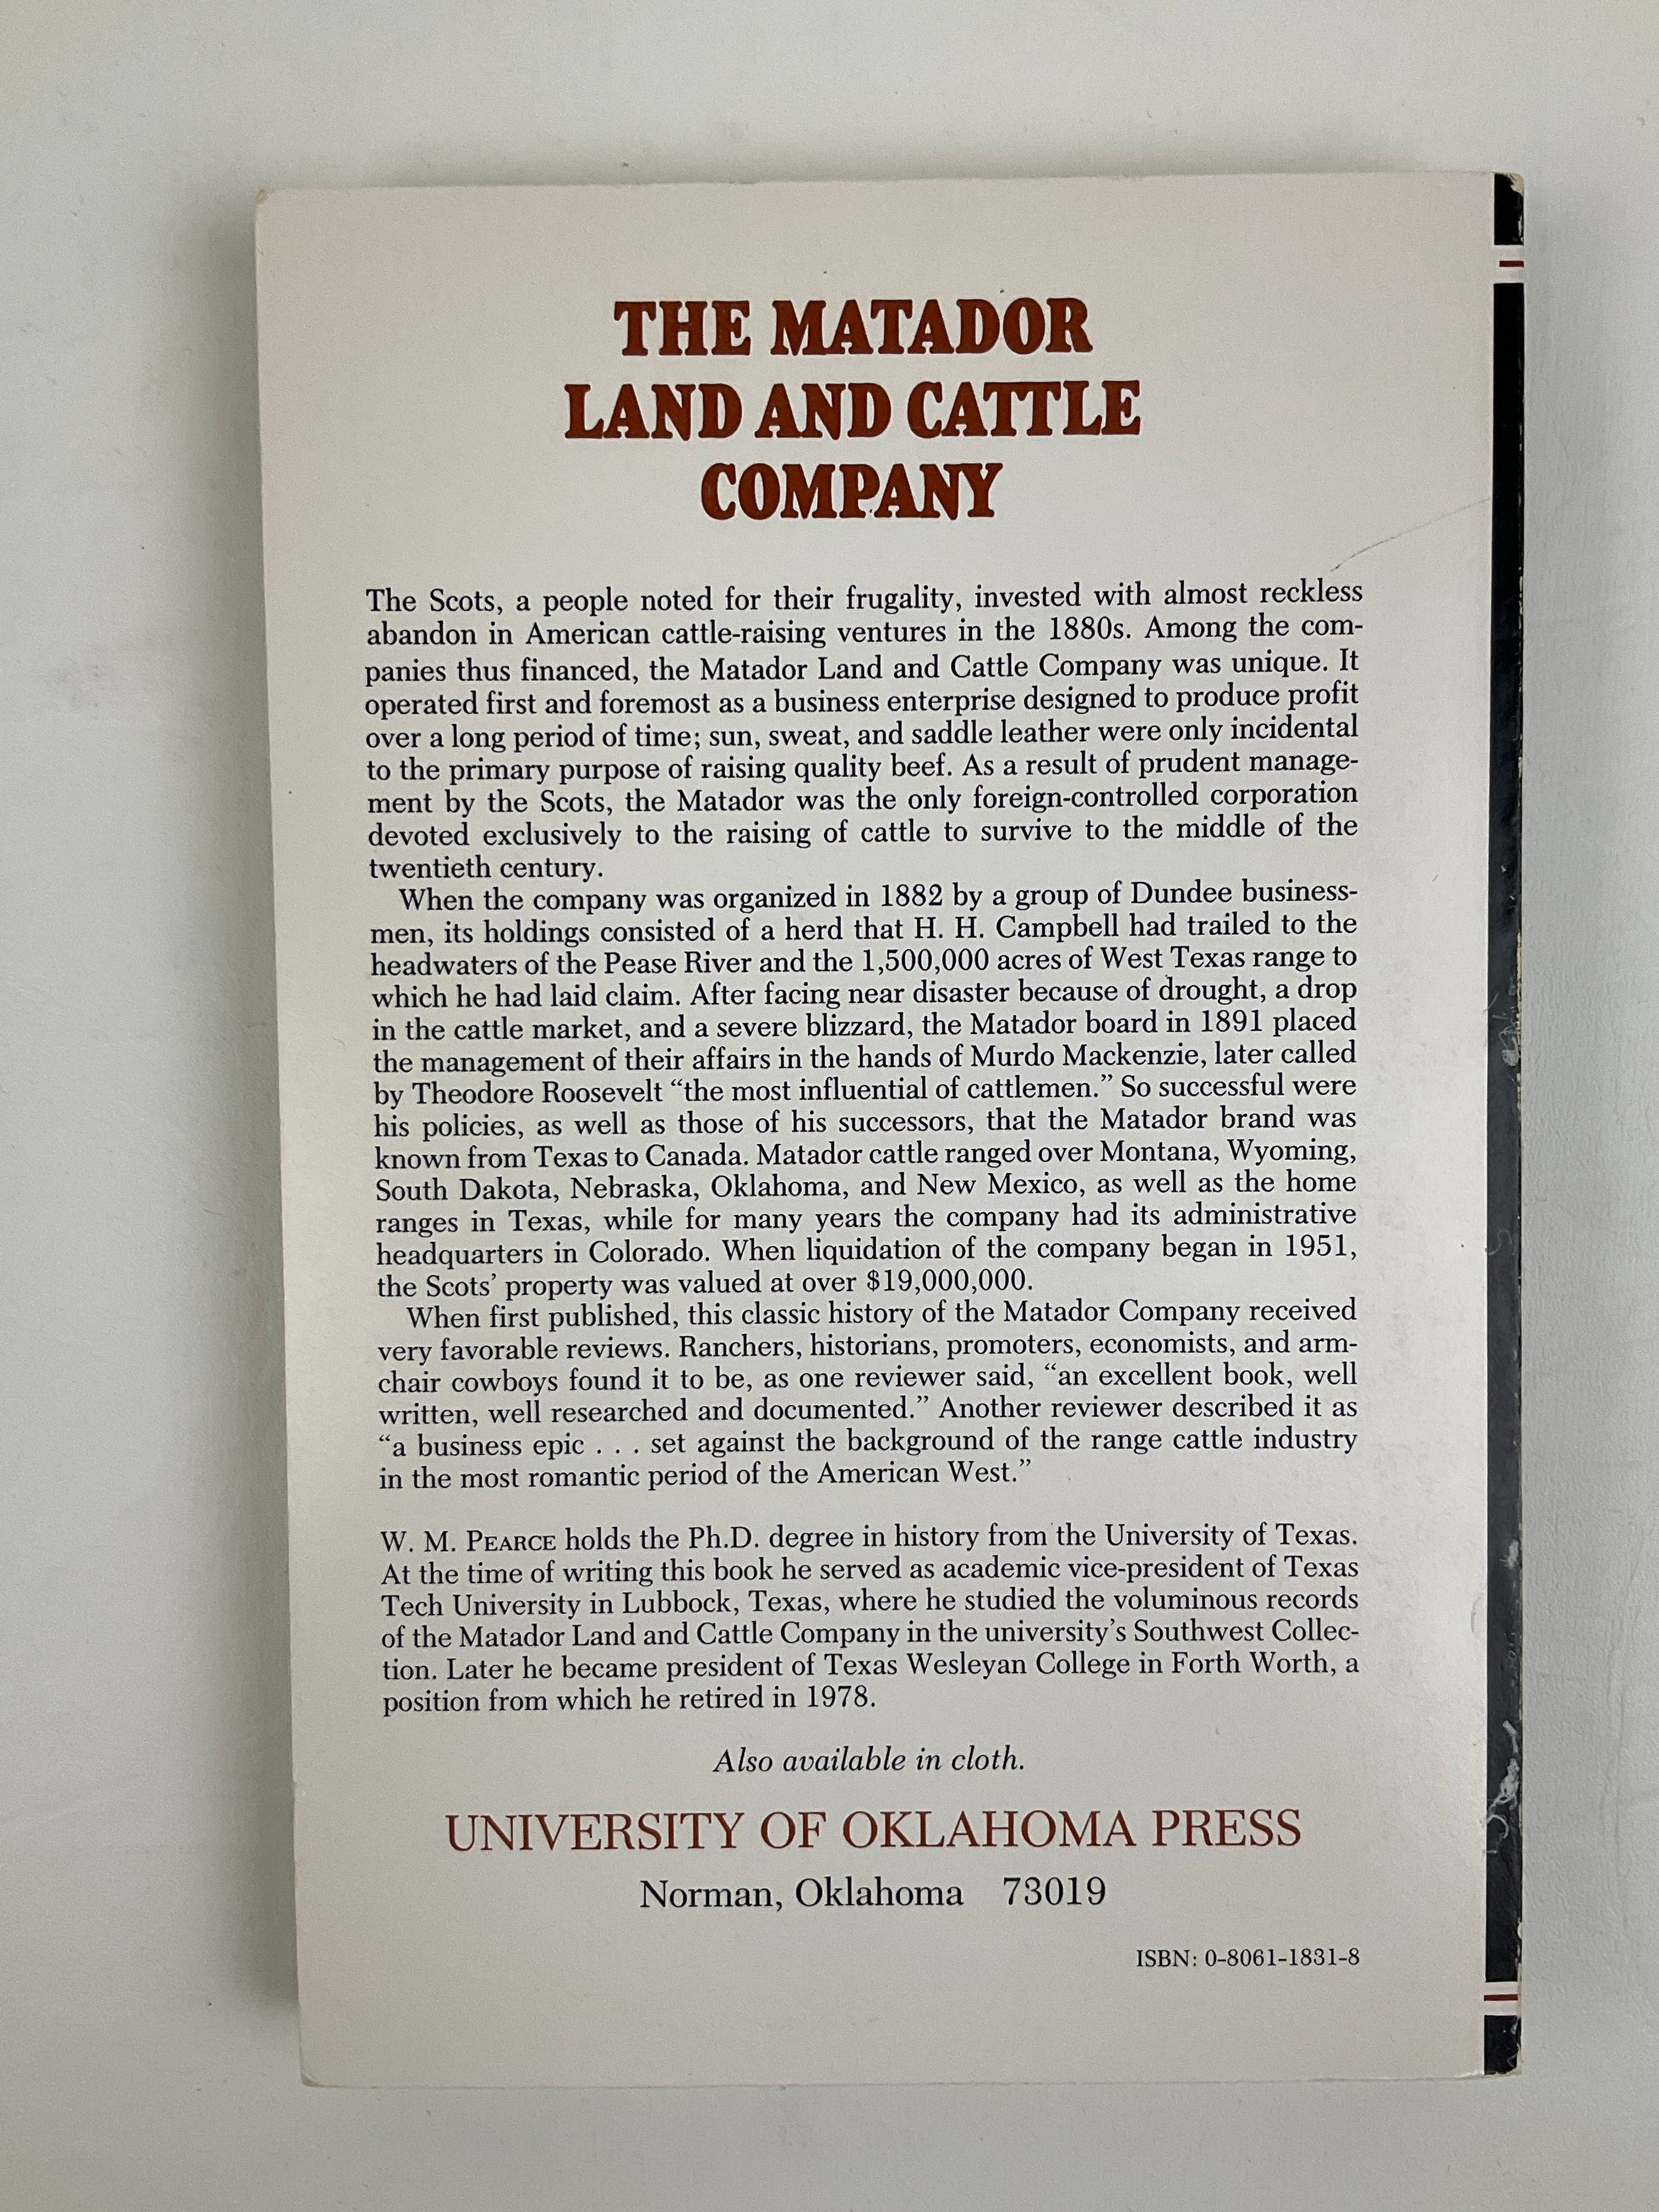 THE MATADOR
LAND AND CATTLE
COMPANY
The Scots, a people noted for their frugality, invested with almost reckless
abandon in American cattle-raising ventures in the 1880s. Among the com-
panies thus financed, the Matador Land and Cattle Company was unique. It
operated first and foremost as a business enterprise designed to produce profit
over a long period of time; sun, sweat, and saddle leather were only incidental
to the primary purpose of raising quality beef. As a result of prudent manage-
ment by the Scots, the Matador was the only foreign-controlled corporation
devoted exclusively to the raising of cattle to survive to the middle of the
twentieth century.
When the company was organized in 1882 by a group of Dundee business-
men, its holdings consisted of a herd that H. H. Campbell had trailed to the
headwaters of the Pease River and the 1,500,000 acres of West Texas range to
which he had laid claim. After facing near disaster because of drought, a drop
in the cattle market, and a severe blizzard, the Matador board in 1891 placed
the management of their affairs in the hands of Murdo Mackenzie, later called
by Theodore Roosevelt “the most influential of cattlemen.” So successful were
his policies, as well as those of his successors, that the Matador brand was
known from Texas to Canada. Matador cattle ranged over Montana, Wyoming,
South Dakota, Nebraska, Oklahoma, and New Mexico, as well as the home
ranges in Texas, while for many years the company had its administrative
headquarters in Colorado. When liquidation of the company began in 1951,
the Scots’ property was valued at over $19,000,000.
When first published, this classic history of the Matador Company received
very favorable reviews. Ranchers, historians, promoters, economists, and arm-
chair cowboys found it to be, as one reviewer said, “an excellent book, well
written, well researched and documented.” Another reviewer described it as
“a business epic . . . set against the background of the range cattle industry
in the most romantic period of the American West.”
W. M. PEARCE holds the Ph.D. degree in history from the University of Texas.
At the time of writing this book he served as academic vice-president of Texas
Tech University in Lubbock, Texas, where he studied the voluminous records
of the Matador Land and Cattle Company in the university’s Southwest Collec-
tion. Later he became president of Texas Wesleyan College in Forth Worth, a
position from which he retired in 1978.
Also available in cloth.
UNIVERSITY OF OKLAHOMA PRESS
Norman, Oklahoma 73019
ISBN: 0-8061-1831-8